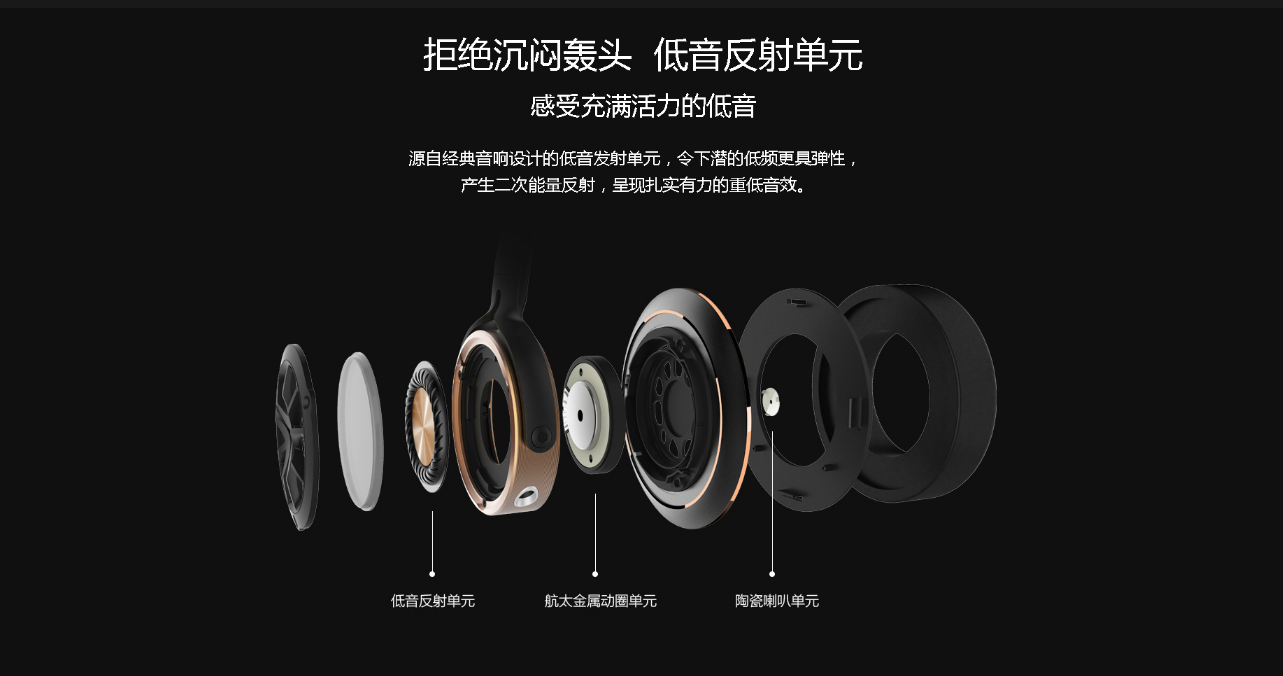 拒绝沉闷轰头 低音反射单元
感受充满活力的低音
源自经典音响设计的低音发射单元，令下潜的低频更具弹性，
产生二次能量反射，呈现扎实有力的重低音效。
低音反射单元
航太金属动圈单元
陶瓷喇叭单元